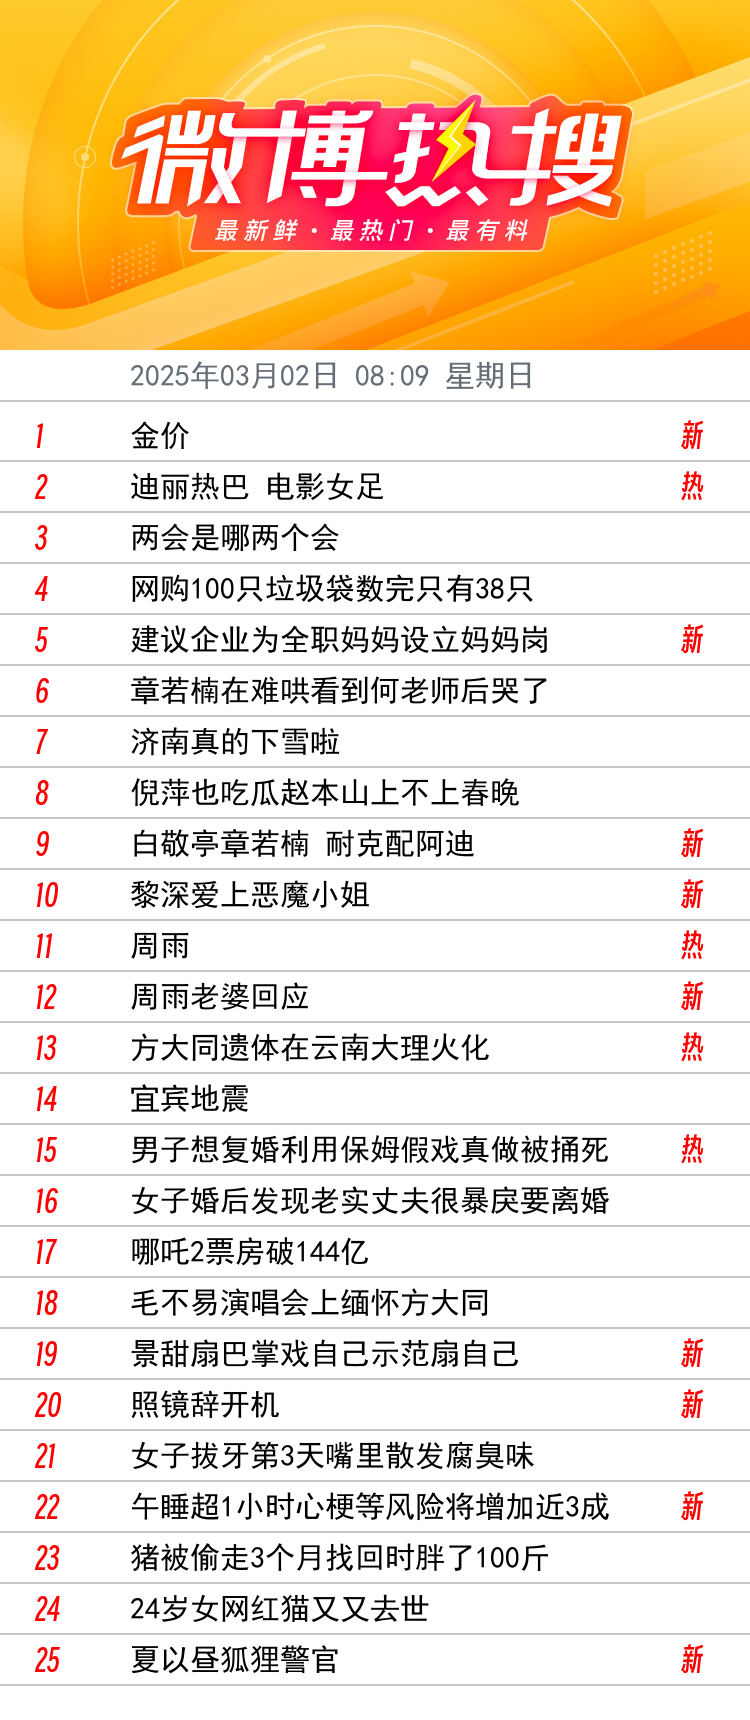 微博热搜
最新鲜·最热门·最有料
2025年03月02日 08:09 星期日
1 金价 新
2 迪丽热巴 电影女足 热
3 两会是哪两个会
4 网购100只垃圾袋数完只有38只
5 建议企业为全职妈妈设立妈妈岗 新
6 章若楠在难哄看到何老师后哭了
7 济南真的下雪啦
8 倪萍也吃瓜赵本山上不上春晚
9 白敬亭章若楠 耐克配阿迪 新
10 黎深爱上恶魔小姐 新
11 周雨 热
12 周雨老婆回应 新
13 方大同遗体在云南大理火化 热
14 宜宾地震
15 男子想复婚利用保姆假戏真做被捅死 热
16 女子婚后发现老实丈夫很暴戾要离婚
17 哪吒2票房破144亿
18 毛不易演唱会上缅怀方大同
19 景甜扇巴掌戏自己示范扇自己 新
20 照镜辞开机 新
21 女子拔牙第3天嘴里散发腐臭味
22 午睡超1小时心梗等风险将增加近3成 新
23 猪被偷走3个月找回时胖了100斤
24 24岁女网红猫又又去世
25 夏以昼狐狸警官 新